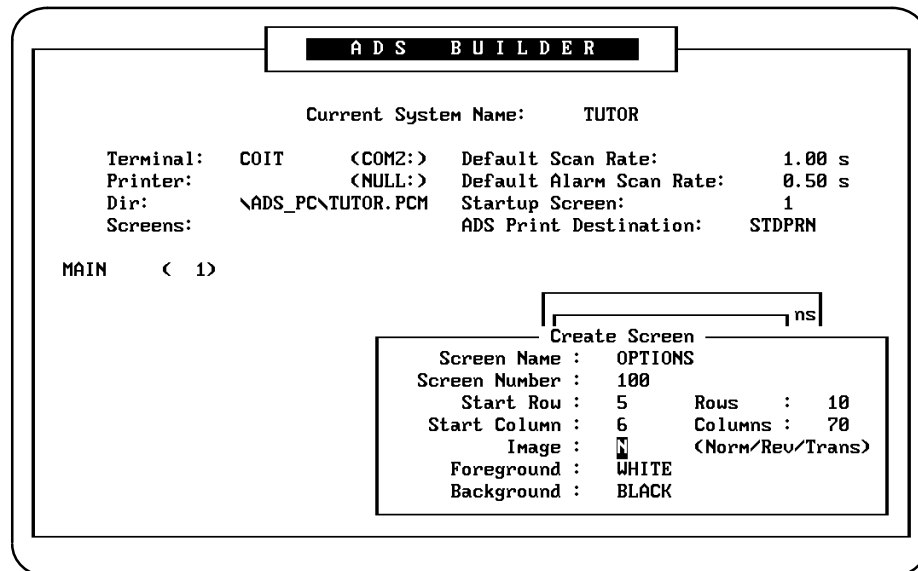 ADS BUILDER
Current System Name: TUTOR
Terminal: COIT (COM2:) Default Scan Rate: 1.00 s
Printer: (NULL:) Default Alarm Scan Rate: 0.50 s
Dir: \ADS_PC\TUTOR.PCM Startup Screen: 1
Screens: ADS Print Destination: STDPRN
MAIN ( 1)
ns
Create Screen
Screen Name : OPTIONS
Screen Number : 100
Start Row : 5 Rows : 10
Start Column : 6 Columns : 70
Image : N (Norm/Rev/Trans)
Foreground : WHITE
Background : BLACK